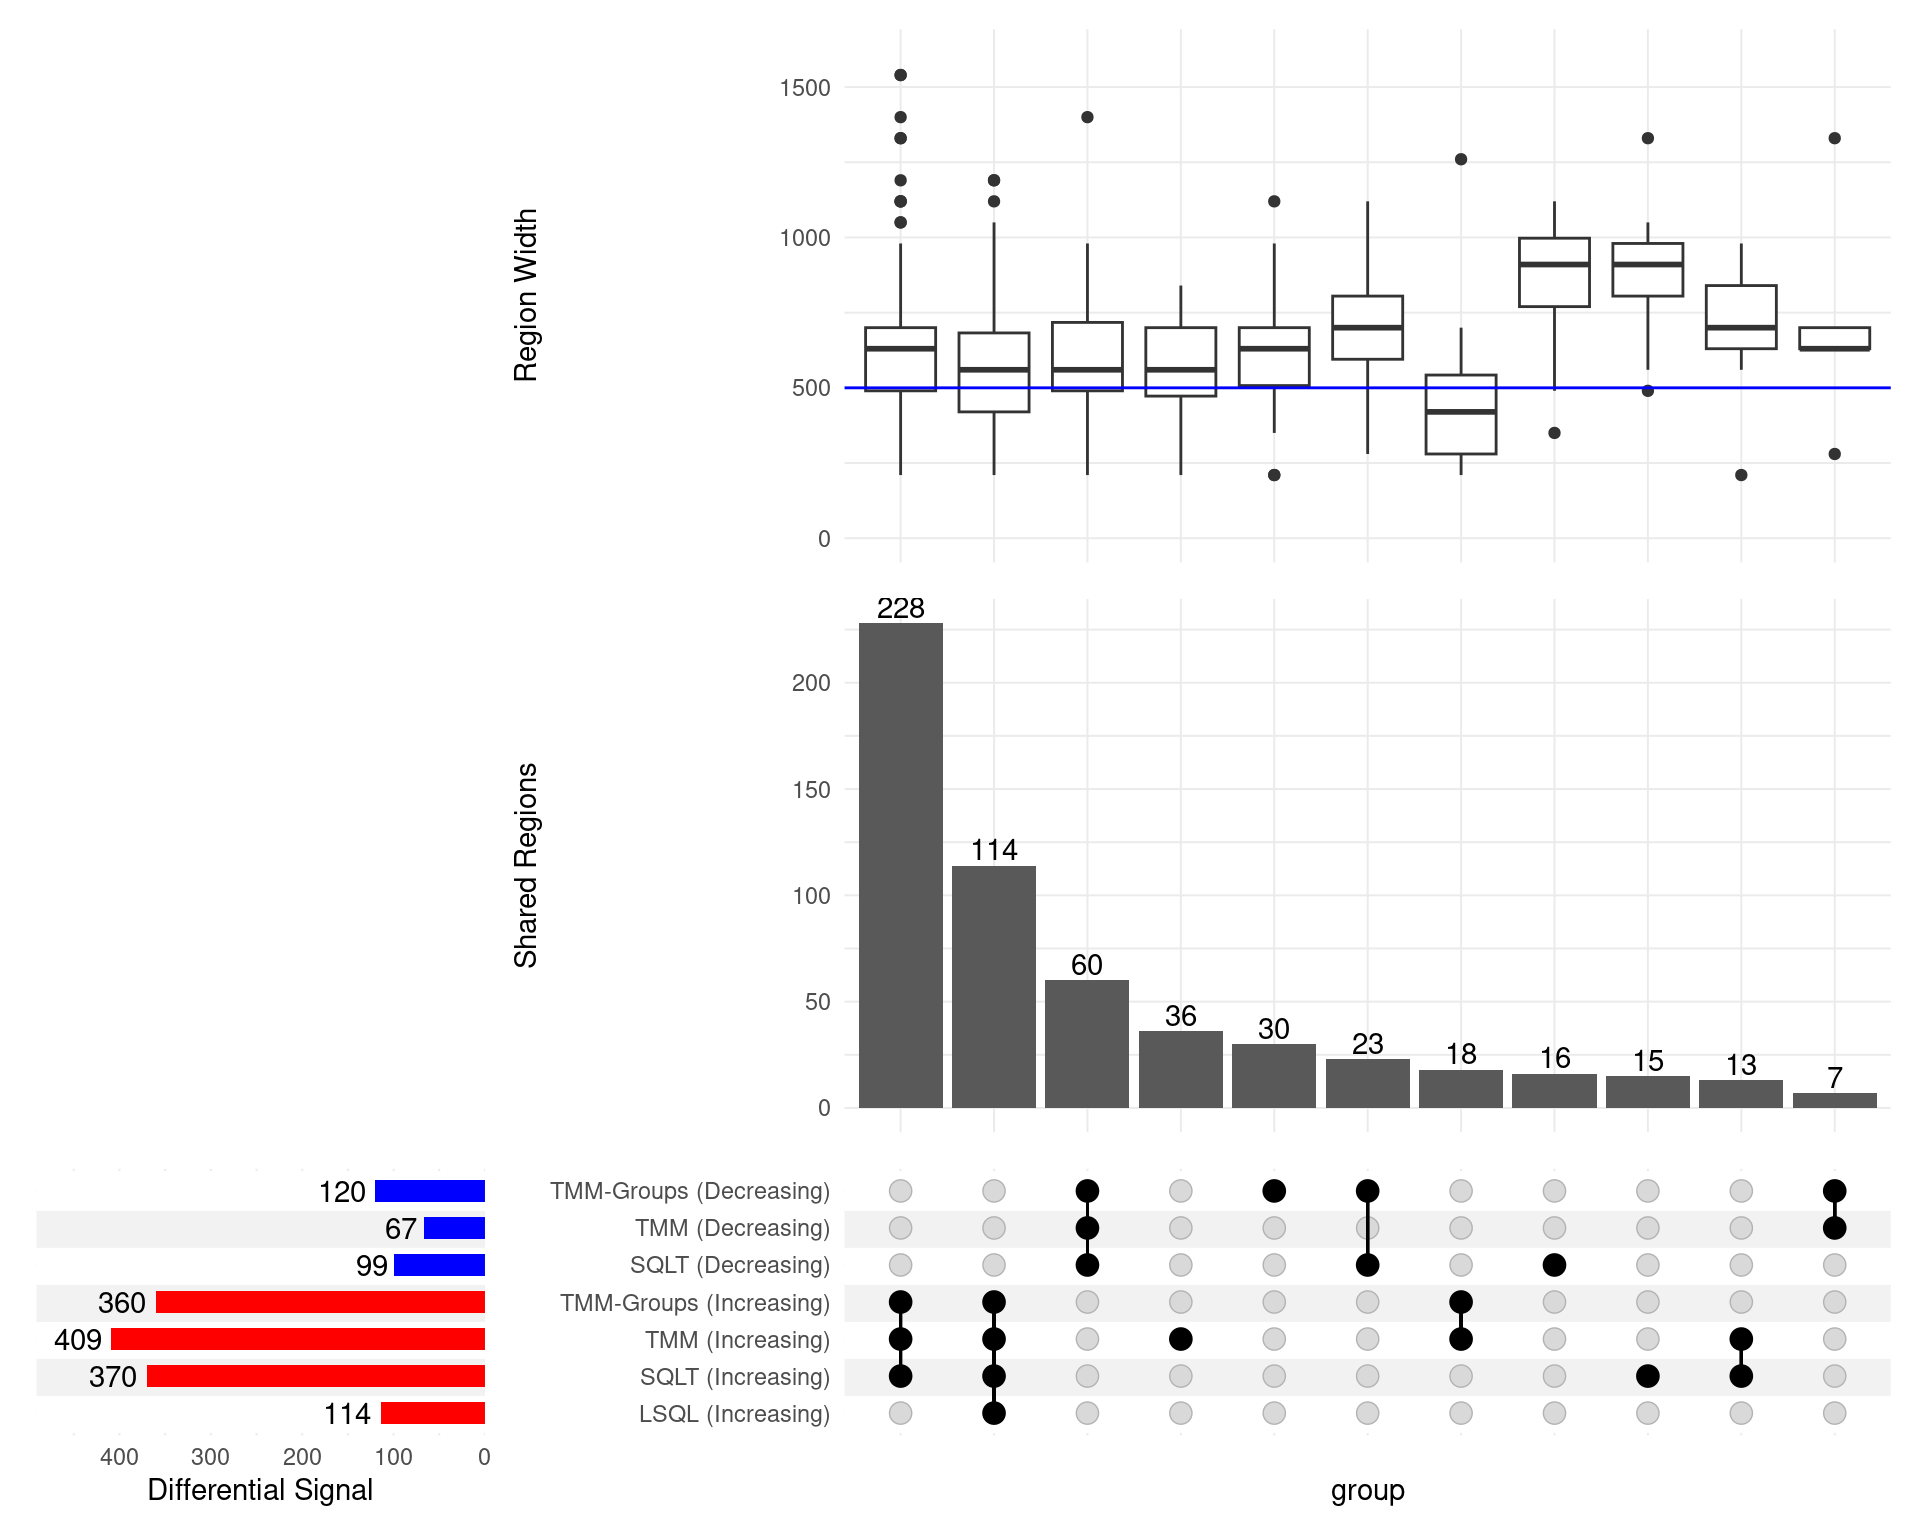 1500
1000
500
0
Region Width
228
114
60
36
30
23
18
16
15
13
7
200
150
100
50
0
Shared Regions
120
67
99
360
409
370
114
400 300 200 100 0
Differential Signal
TMM-Groups (Decreasing)
TMM (Decreasing)
SQLT (Decreasing)
TMM-Groups (Increasing)
TMM (Increasing)
SQLT (Increasing)
LSQL (Increasing)
group